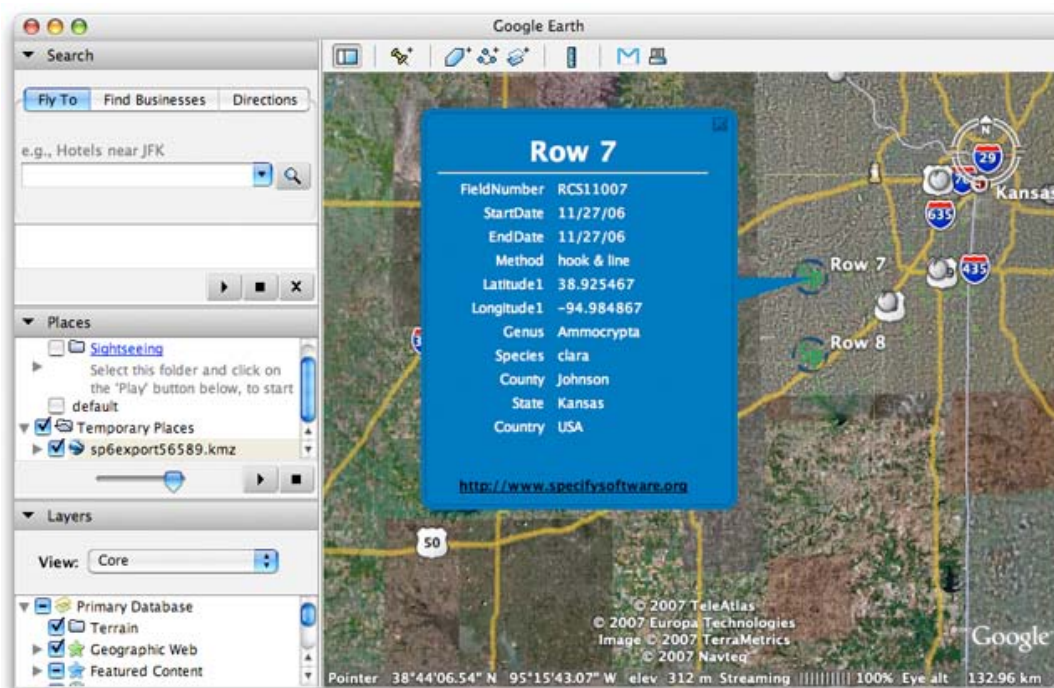 Google Earth
Search
Fly To
Find Businesses
Directions
e.g., Hotels near JFK
Places
Sightseeing
Select this folder and click on
the 'Play' button below, to start
default
Temporary Places
sp6export56589.kmz
Layers
View: Core
Primary Database
Terrain
Geographic Web
Featured Content
Row 7
FieldNumber RCS11007
StartDate 11/27/06
EndDate 11/27/06
Method hook & line
Latitude1 38.925467
Longitude1 -94.984867
Genus Ammocrypta
Species clara
County Johnson
State Kansas
Country USA
http://www.specifysoftware.org
N
29
Kansas
635
435
Row 7
Row 8
50
© 2007 TeleAtlas
© 2007 Europa Technologies
Image © 2007 TerraMetrics
© 2007 Navteq
Google
Pointer 38°44'06.54" N 95°15'43.07" W elev 312 m Streaming |||||||||| 100% Eye alt 132.96 km